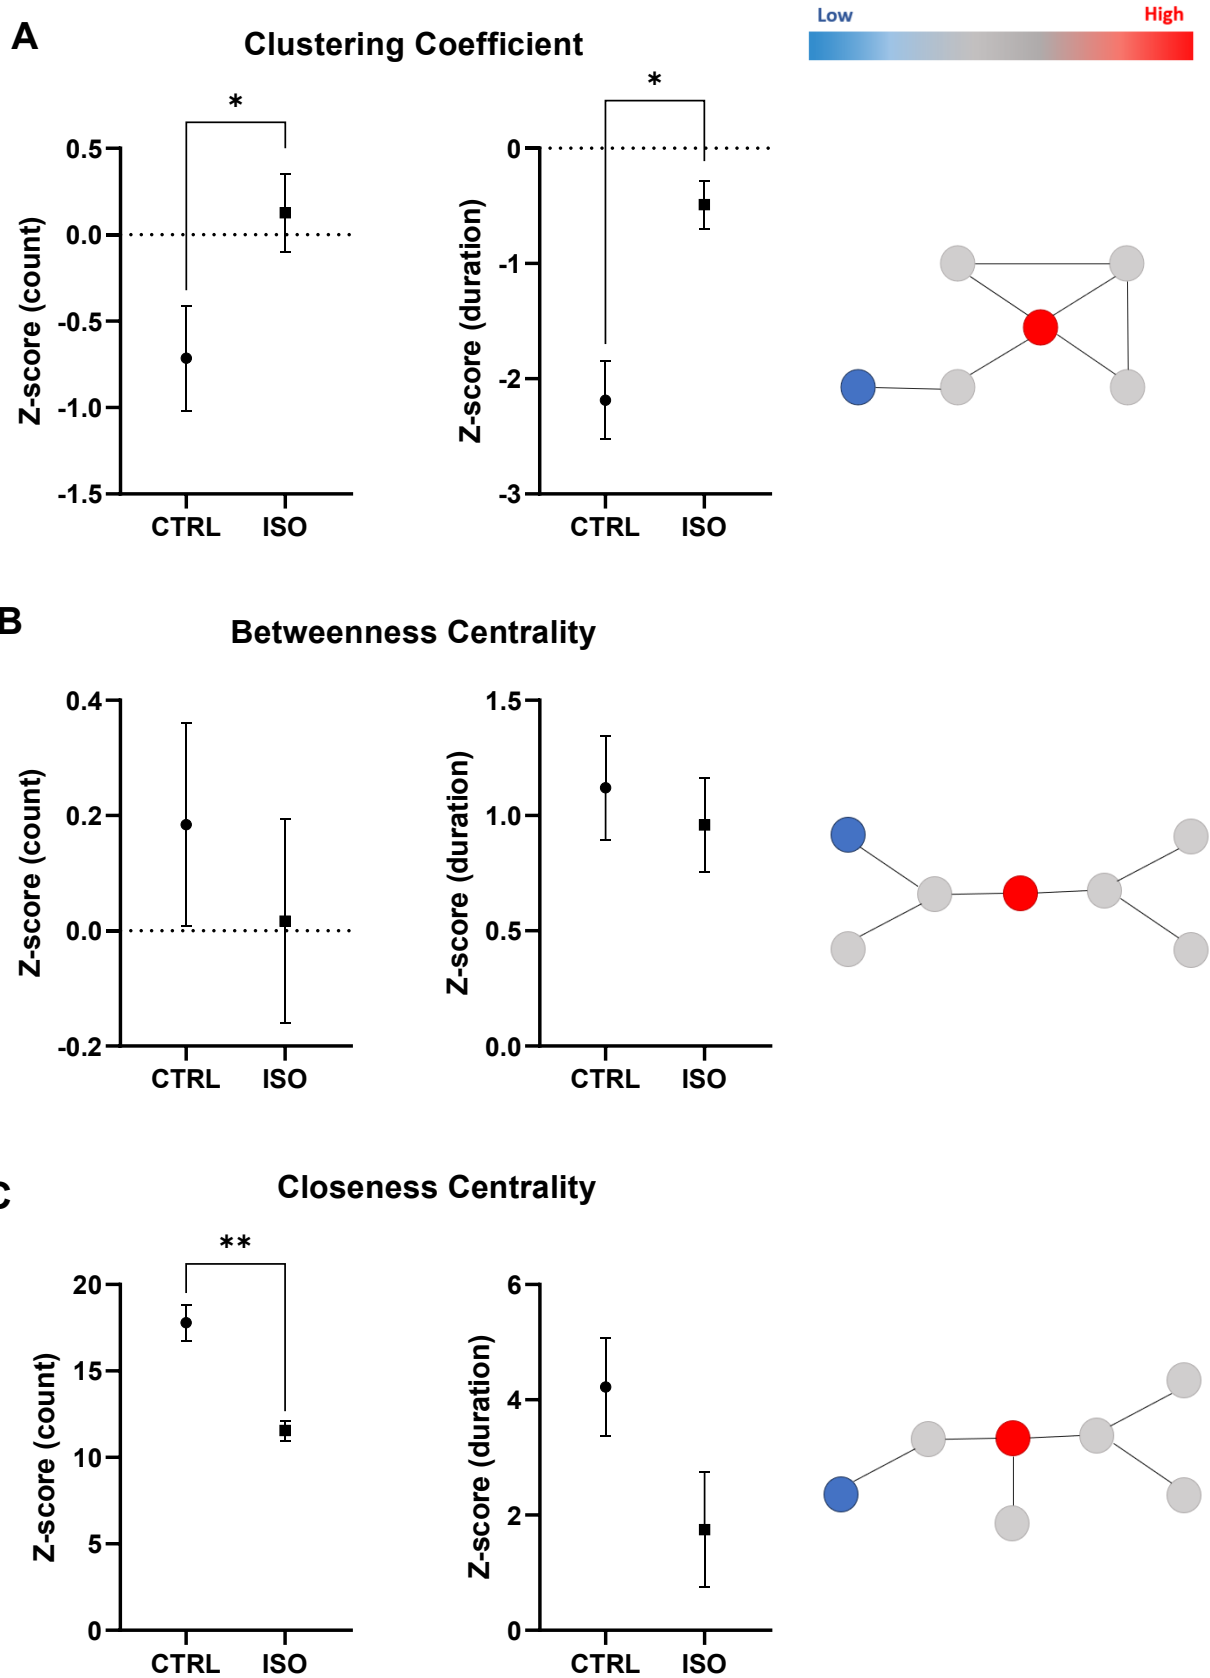 A
Clustering Coefficient
Low
High
*
*
Z-score (count)
0.5
0.0
-0.5
-1.0
-1.5
CTRL
ISO
Z-score (duration)
0
-1
-2
-3
CTRL
ISO
B
Betweenness Centrality
Z-score (count)
0.4
0.2
0.0
-0.2
CTRL
ISO
Z-score (duration)
1.5
1.0
0.5
0.0
CTRL
ISO
C
Closeness Centrality
**
Z-score (count)
20
15
10
5
0
CTRL
ISO
Z-score (duration)
6
4
2
0
CTRL
ISO